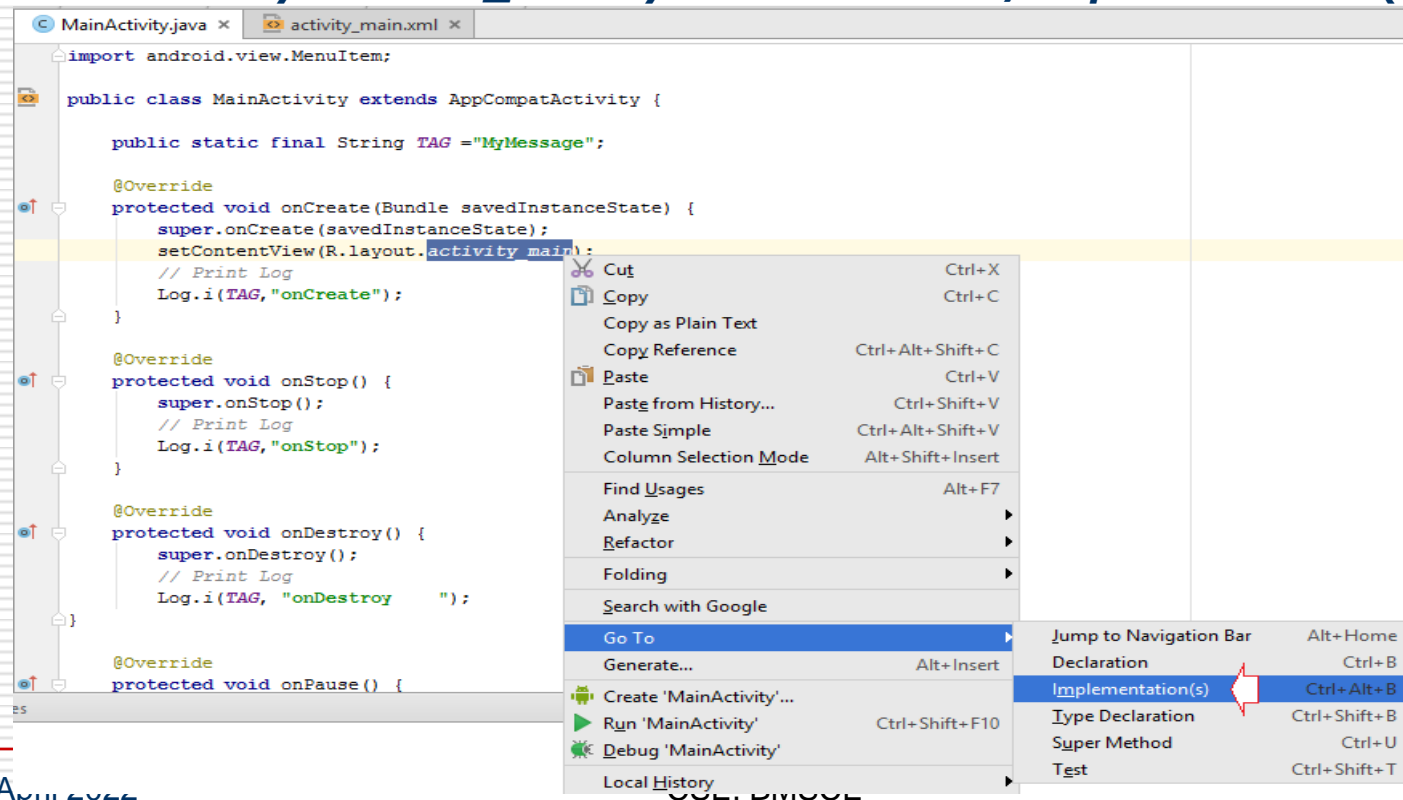 MainActivity.java × activity_main.xml ×
import android.view.MenuItem;
public class MainActivity extends AppCompatActivity {
public static final String TAG ="MyMessage";
@Override
protected void onCreate(Bundle savedInstanceState) {
super.onCreate(savedInstanceState);
setContentView(R.layout.activity_main);
// Print Log
Log.i(TAG,"onCreate");
}
@Override
protected void onStop() {
super.onStop();
// Print Log
Log.i(TAG,"onStop");
}
@Override
protected void onDestroy() {
super.onDestroy();
// Print Log
Log.i(TAG, "onDestroy    ");
}
@Override
protected void onPause() {
es
Cut Ctrl+X
Copy Ctrl+C
Copy as Plain Text
Copy Reference Ctrl+Alt+Shift+C
Paste Ctrl+V
Paste from History... Ctrl+Shift+V
Paste Simple Ctrl+Alt+Shift+V
Column Selection Mode Alt+Shift+Insert
Find Usages Alt+F7
Analyze
Refactor
Folding
Search with Google
Go To
Generate... Alt+Insert
Create 'MainActivity'...
Run 'MainActivity' Ctrl+Shift+F10
Debug 'MainActivity'
Local History
Jump to Navigation Bar Alt+Home
Declaration Ctrl+B
Implementation(s) Ctrl+Alt+B
Type Declaration Ctrl+Shift+B
Super Method Ctrl+U
Test Ctrl+Shift+T
April 2022